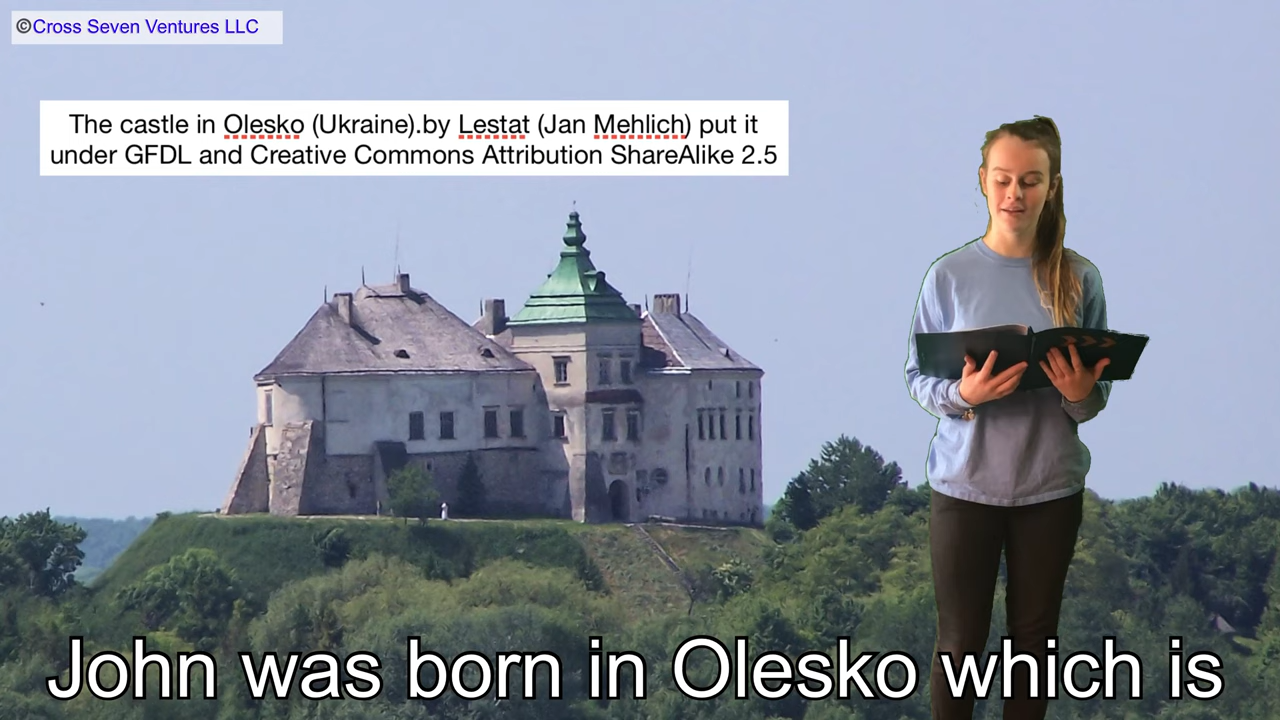 ©Cross Seven Ventures LLC
The castle in Olesko (Ukraine).by Lestat (Jan Mehlich) put it
under GFDL and Creative Commons Attribution ShareAlike 2.5
John was born in Olesko which is